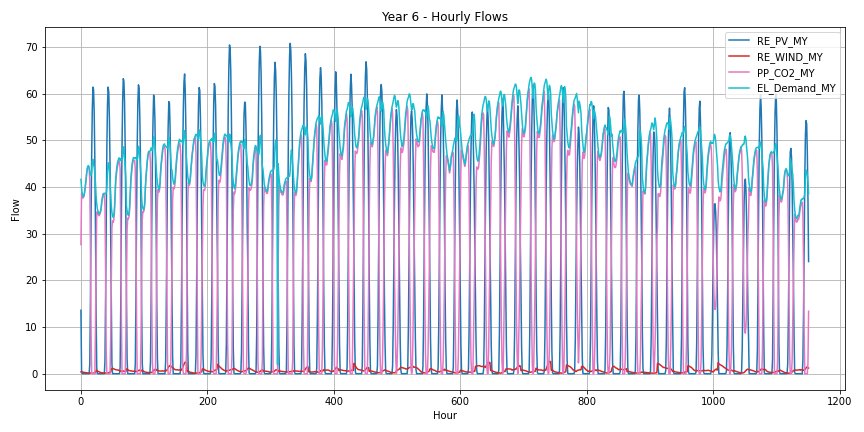 Year 6 - Hourly Flows
Flow
70
60
50
40
30
20
10
0
RE_PV_MY
RE_WIND_MY
PP_CO2_MY
EL_Demand_MY
0
200
400
600
800
1000
1200
Hour